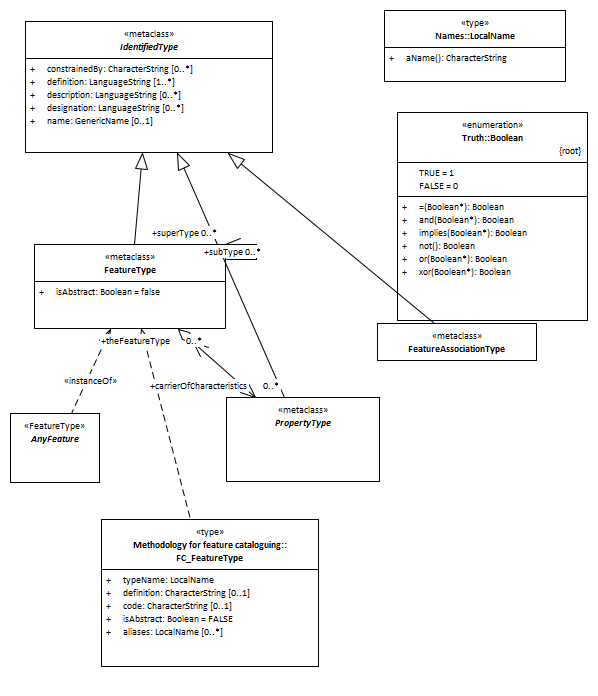 «metaclass»
IdentifiedType
+ constrainedBy: CharacterString [0..*]
+ definition: LanguageString [1..*]
+ description: LanguageString [0..*]
+ designation: LanguageString [0..*]
+ name: GenericName [0..1]
«type»
Names::LocalName
+ aName(): CharacterString
«enumeration»
Truth::Boolean
{root}
TRUE = 1
FALSE = 0
+ =(Boolean*): Boolean
+ and(Boolean*): Boolean
+ implies(Boolean*): Boolean
+ not(): Boolean
+ or(Boolean*): Boolean
+ xor(Boolean*): Boolean
+superType 0..*
+subType 0..*
«metaclass»
FeatureType
+ isAbstract: Boolean = false
«metaclass»
FeatureAssociationType
+theFeatureType 0..*
«instanceOf»
+carrierOfCharacteristics 0..*
«FeatureType»
AnyFeature
«metaclass»
PropertyType
«type»
Methodology for feature cataloguing::
FC_FeatureType
+ typeName: LocalName
+ definition: CharacterString [0..1]
+ code: CharacterString [0..1]
+ isAbstract: Boolean = FALSE
+ aliases: LocalName [0..*]